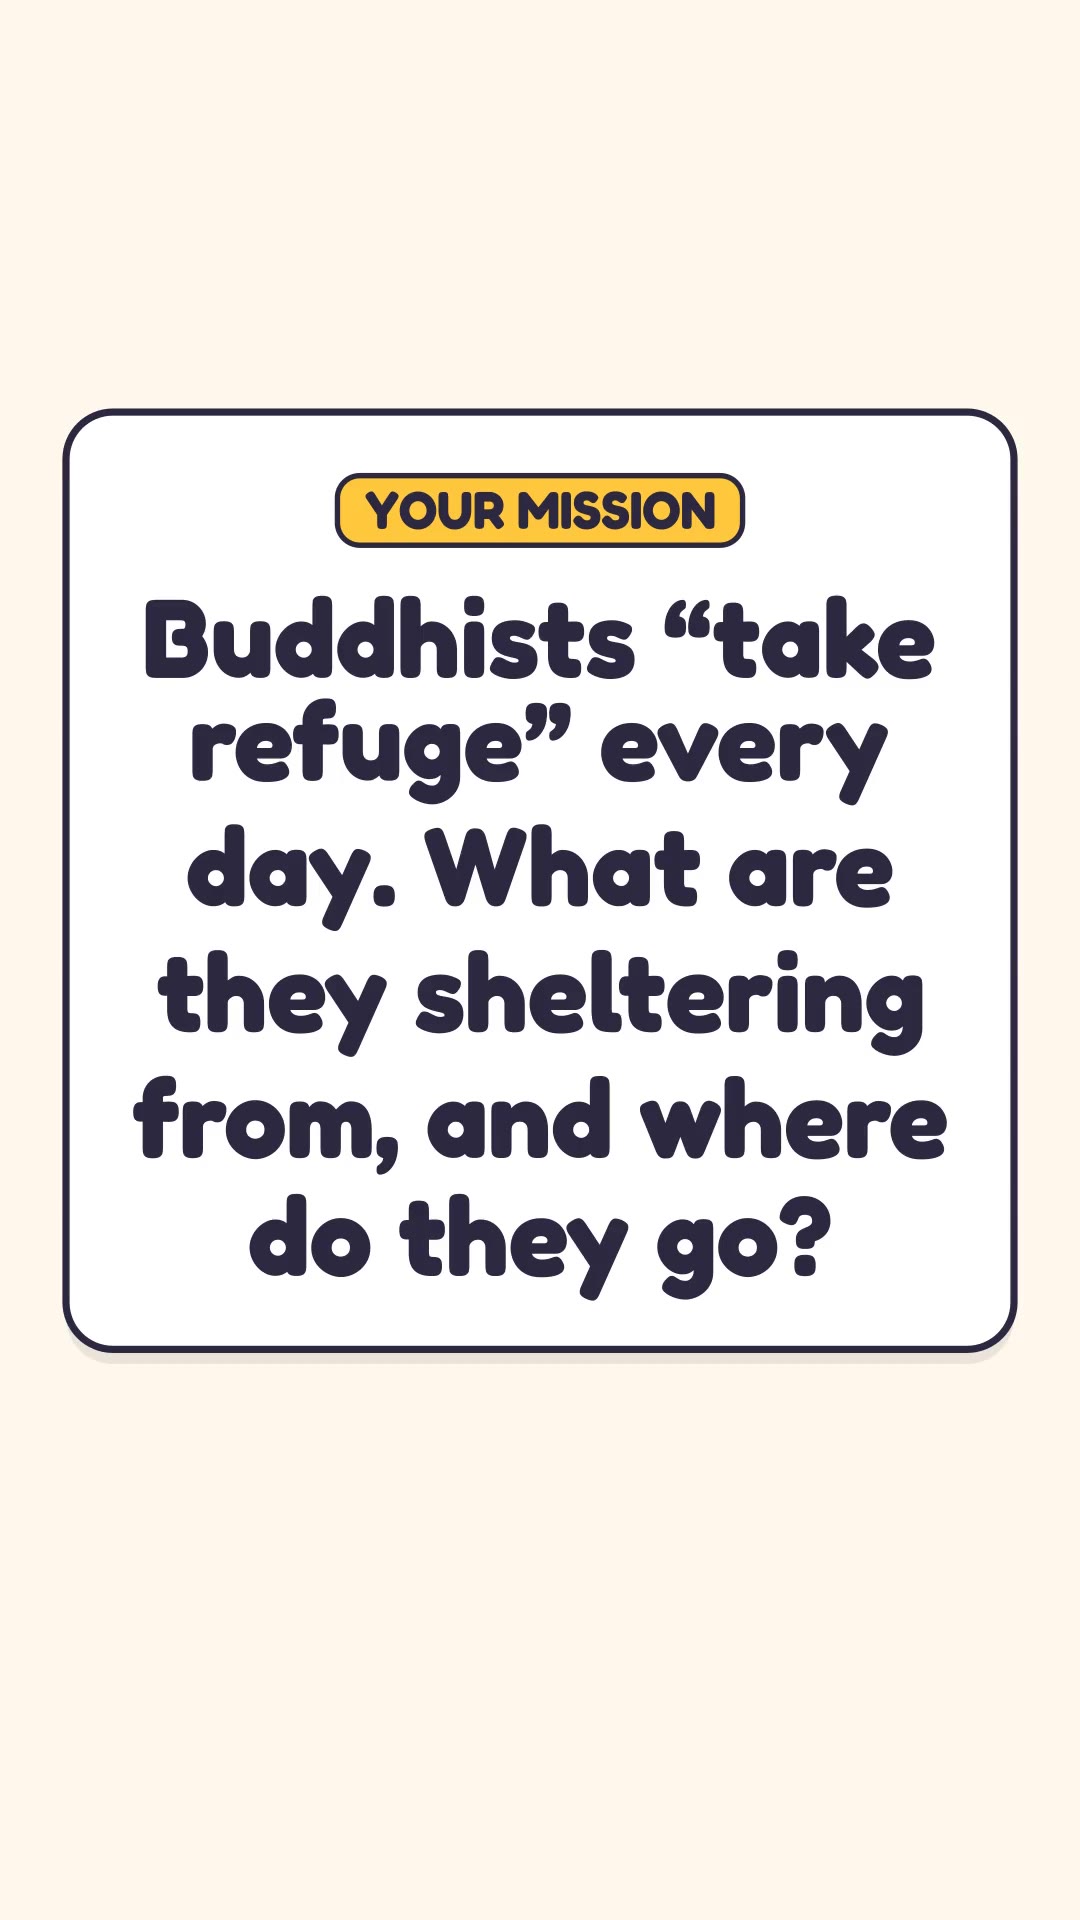 YOUR MISSION
Buddhists “take
refuge” every
day. What are
they sheltering
from, and where
do they go?